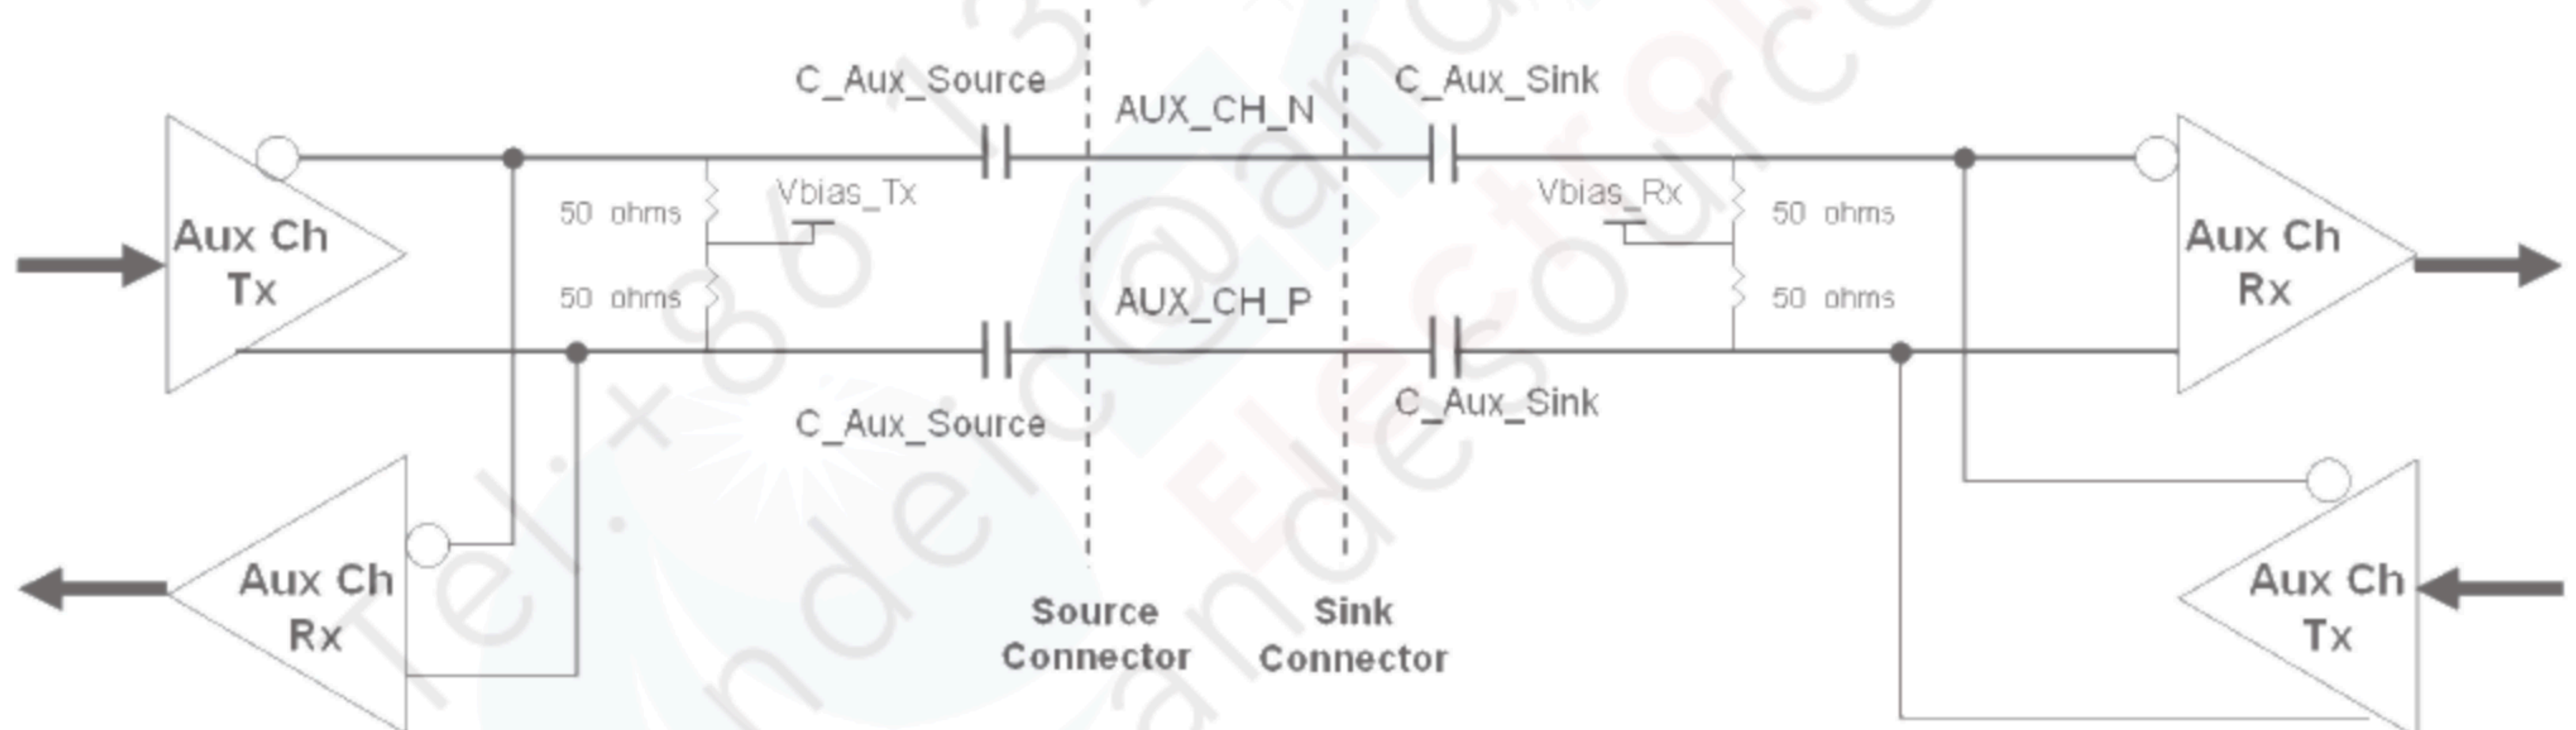 C_Aux_Source
C_Aux_Sink
AUX_CH_N
Vbias_Tx
Vbias_Rx
50 ohms
50 ohms
Aux Ch
Tx
Aux Ch
Rx
50 ohms
50 ohms
AUX_CH_P
C_Aux_Source
C_Aux_Sink
Aux Ch
Rx
Source
Connector
Sink
Connector
Aux Ch
Tx